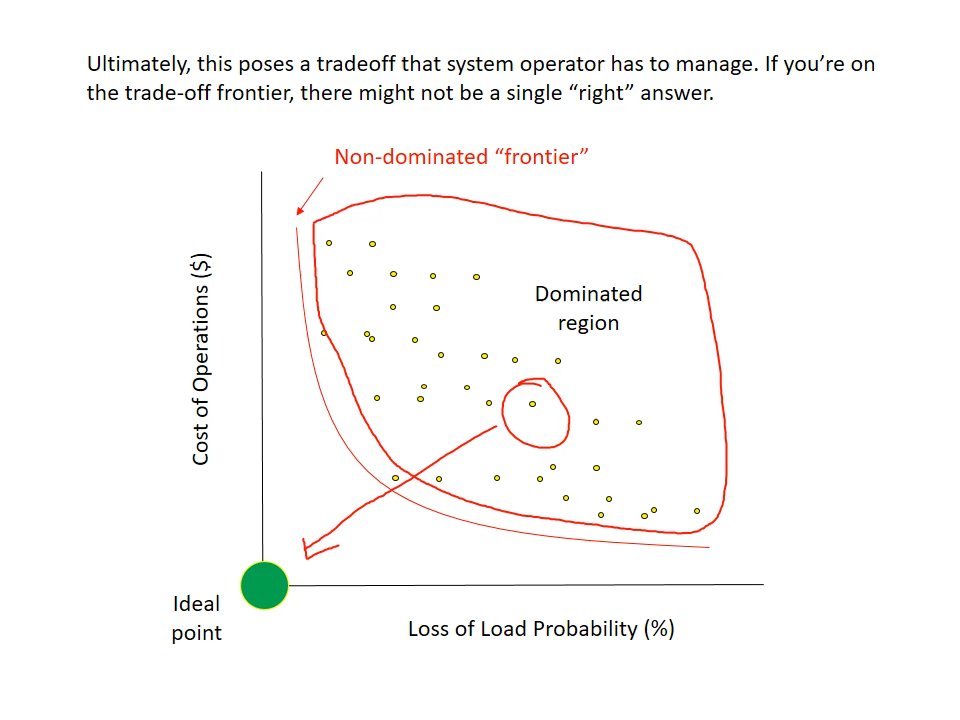 Ultimately, this poses a tradeoff that system operator has to manage. If you’re on
the trade-off frontier, there might not be a single “right” answer.
Non-dominated “frontier”
Dominated
region
Cost of Operations ($)
Ideal
point
Loss of Load Probability (%)